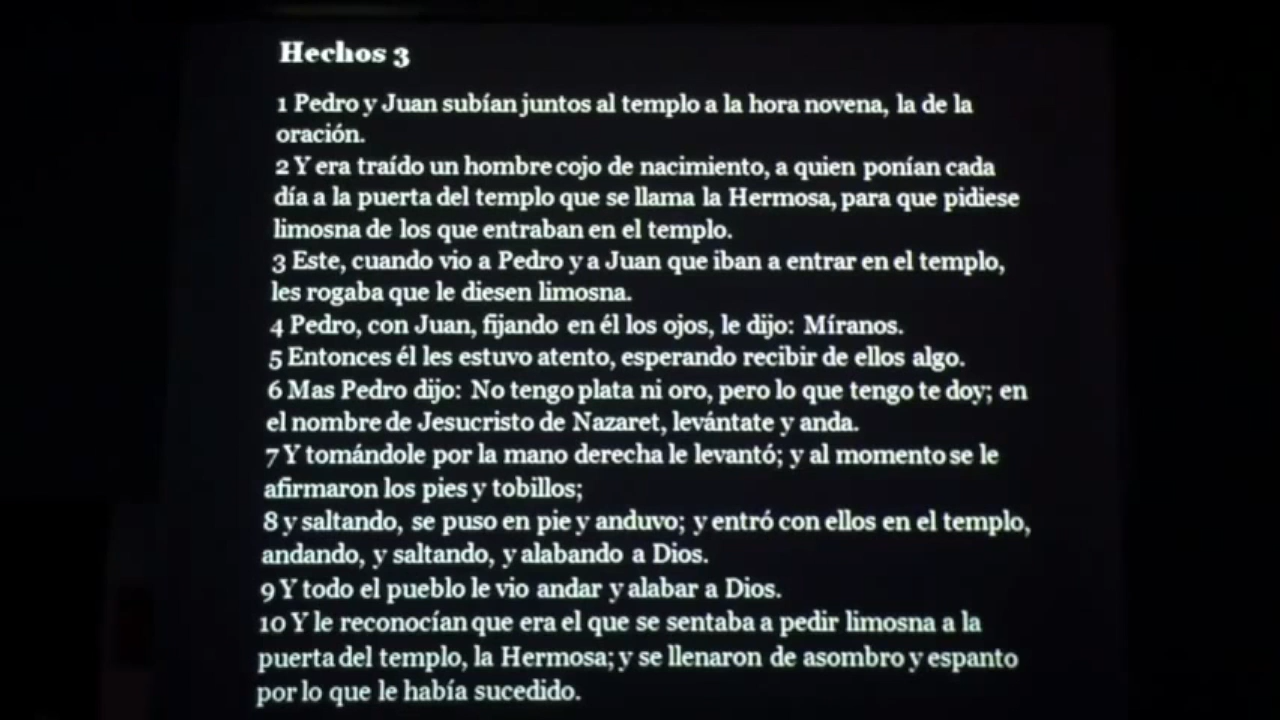 Hechos 3
1 Pedro y Juan subían juntos al templo a la hora novena, la de la
oración.
2 Y era traído un hombre cojo de nacimiento, a quien ponían cada
día a la puerta del templo que se llama la Hermosa, para que pidiese
limosna de los que entraban en el templo.
3 Este, cuando vio a Pedro y a Juan que iban a entrar en el templo,
les rogaba que le diesen limosna.
4 Pedro, con Juan, fijando en él los ojos, le dijo: Míranos.
5 Entonces él les estuvo atento, esperando recibir de ellos algo.
6 Mas Pedro dijo: No tengo plata ni oro, pero lo que tengo te doy; en
el nombre de Jesucristo de Nazaret, levántate y anda.
7 Y tomándole por la mano derecha le levantó; y al momento se le
afirmaron los pies y tobillos;
8 y saltando, se puso en pie y anduvo; y entró con ellos en el templo,
andando, y saltando, y alabando a Dios.
9 Y todo el pueblo le vio andar y alabar a Dios.
10 Y le reconocían que era el que se sentaba a pedir limosna a la
puerta del templo, la Hermosa; y se llenaron de asombro y espanto
por lo que le había sucedido.